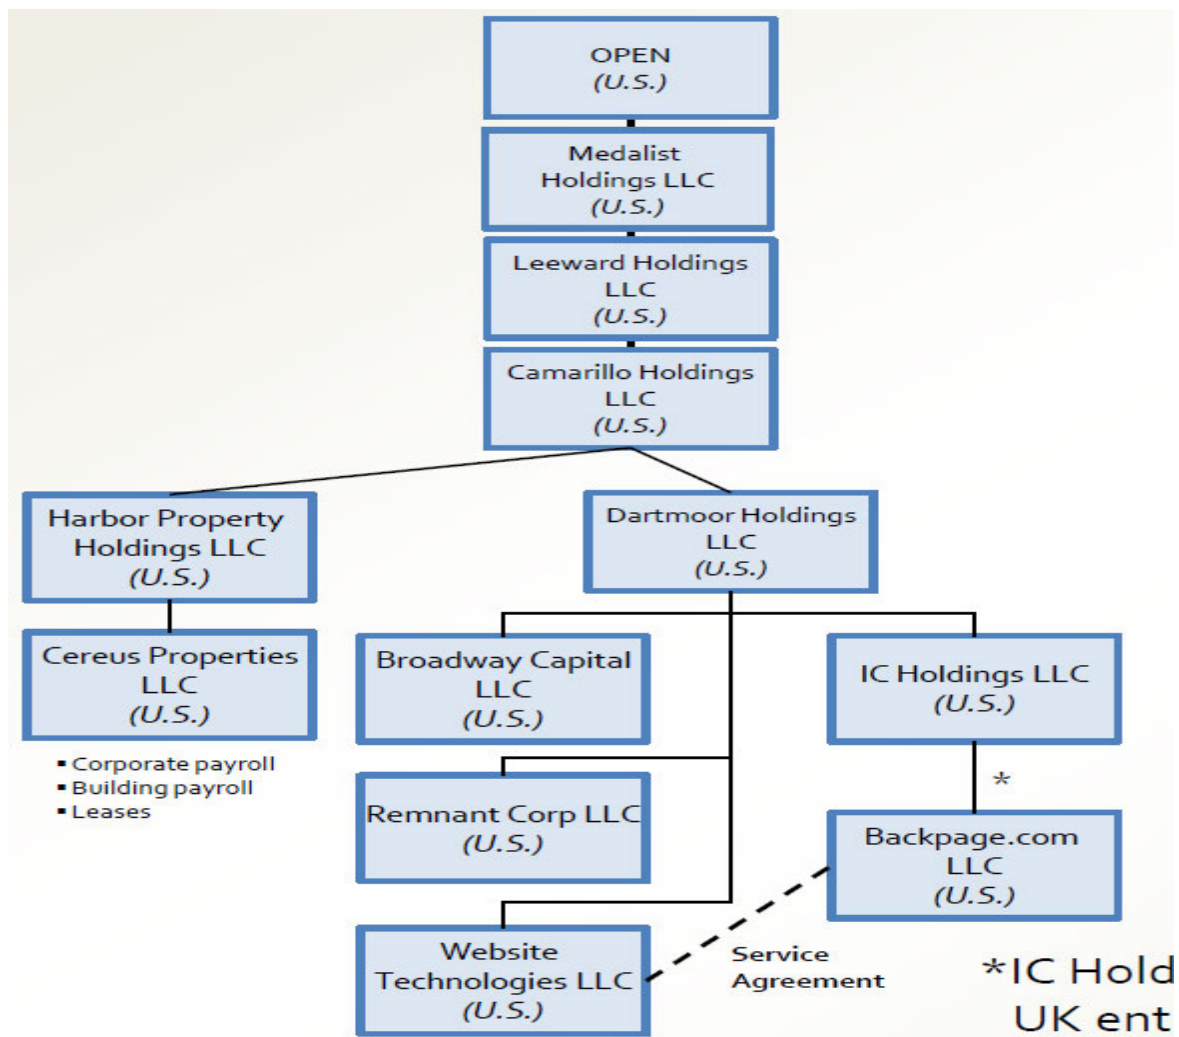 OPEN
(U.S.)
Medalist
Holdings LLC
(U.S.)
Leeward Holdings
LLC
(U.S.)
Camarillo Holdings
LLC
(U.S.)
Harbor Property
Holdings LLC
(U.S.)
Dartmoor Holdings
LLC
(U.S.)
Cereus Properties
LLC
(U.S.)
▪ Corporate payroll
▪ Building payroll
▪ Leases
Broadway Capital
LLC
(U.S.)
IC Holdings LLC
(U.S.)
*
Remnant Corp LLC
(U.S.)
Backpage.com
LLC
(U.S.)
Website
Technologies LLC
(U.S.)
Service
Agreement
*IC Hold
UK ent